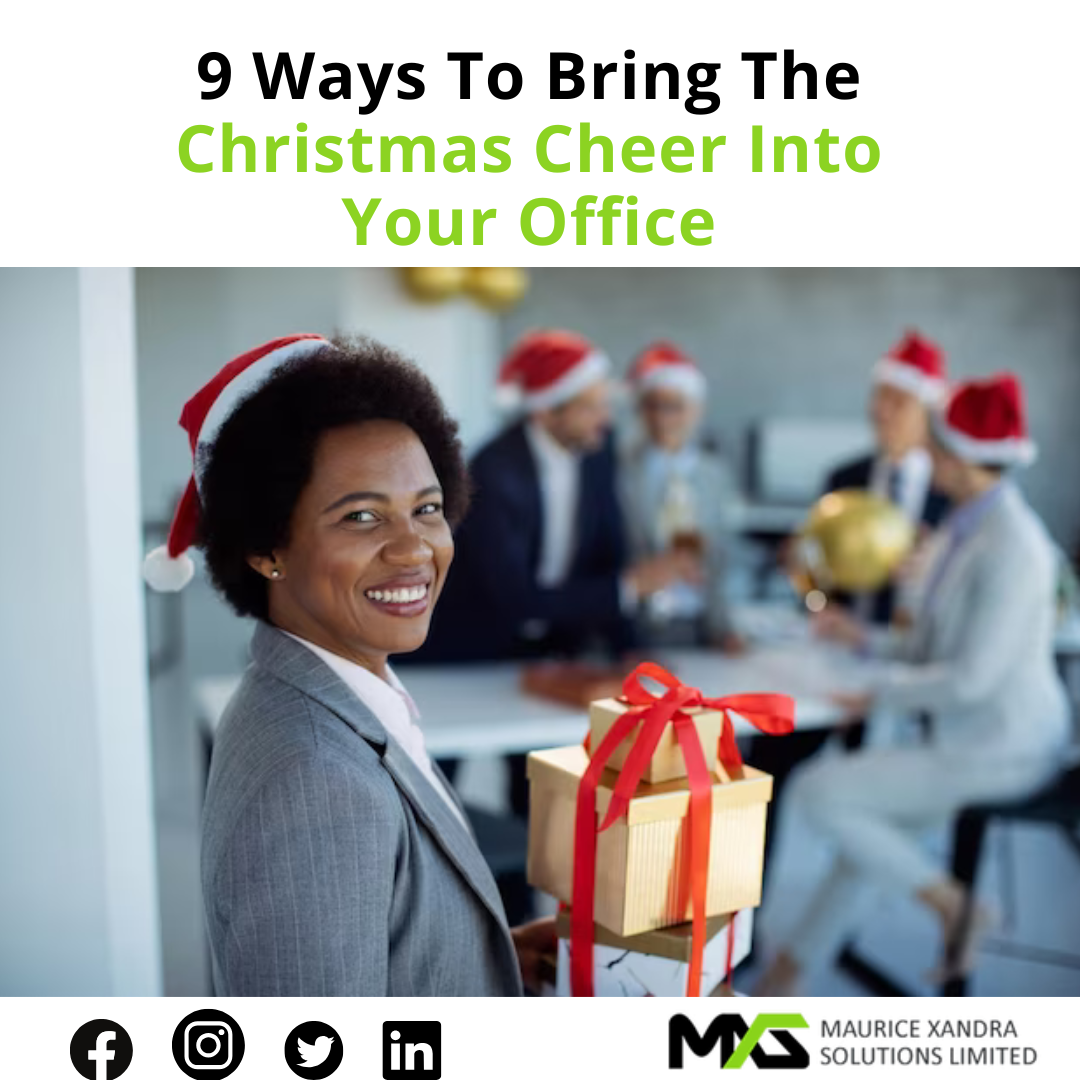 9 Ways To Bring The
Christmas Cheer Into
Your Office
MXS MAURICE XANDRA
SOLUTIONS LIMITED